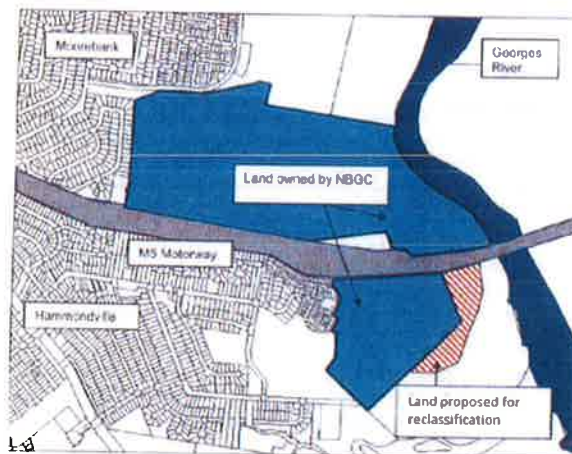 Moorebank
Georges
River
Land owned by NBGC
M5 Motorway
Hammondville
Land proposed for
reclassification